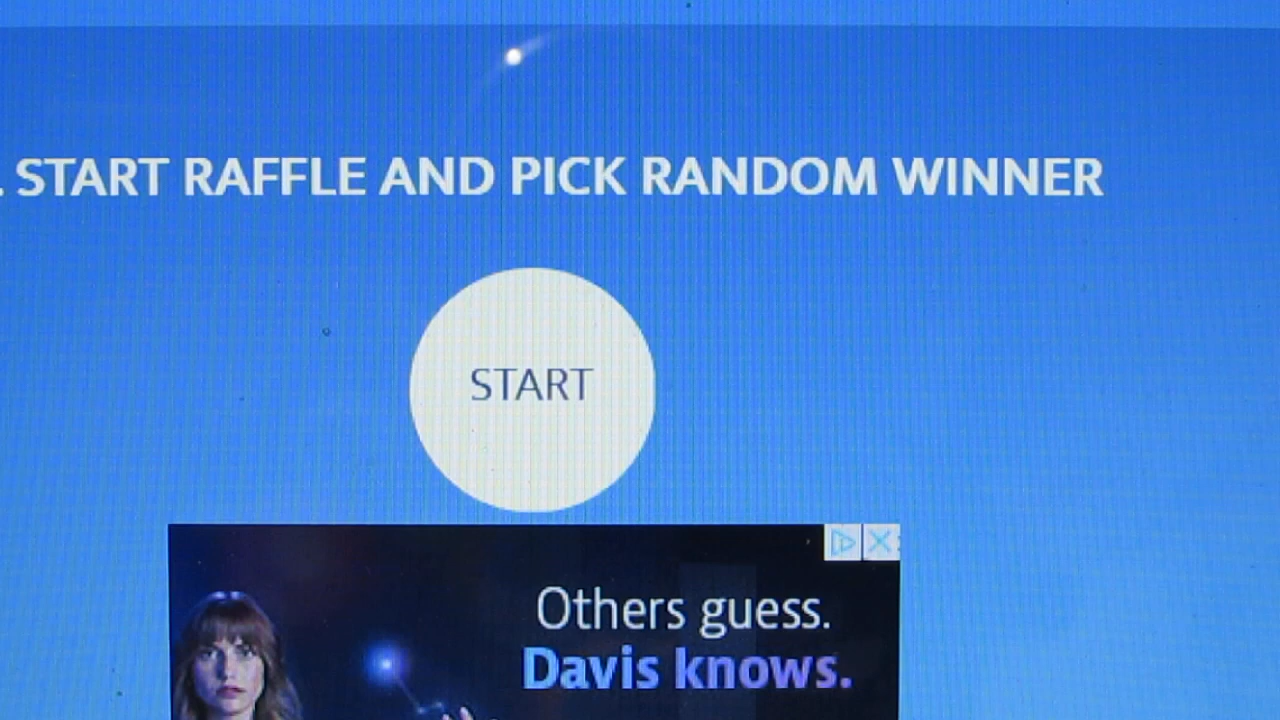 . START RAFFLE AND PICK RANDOM WINNER
START
Others guess.
Davis knows.